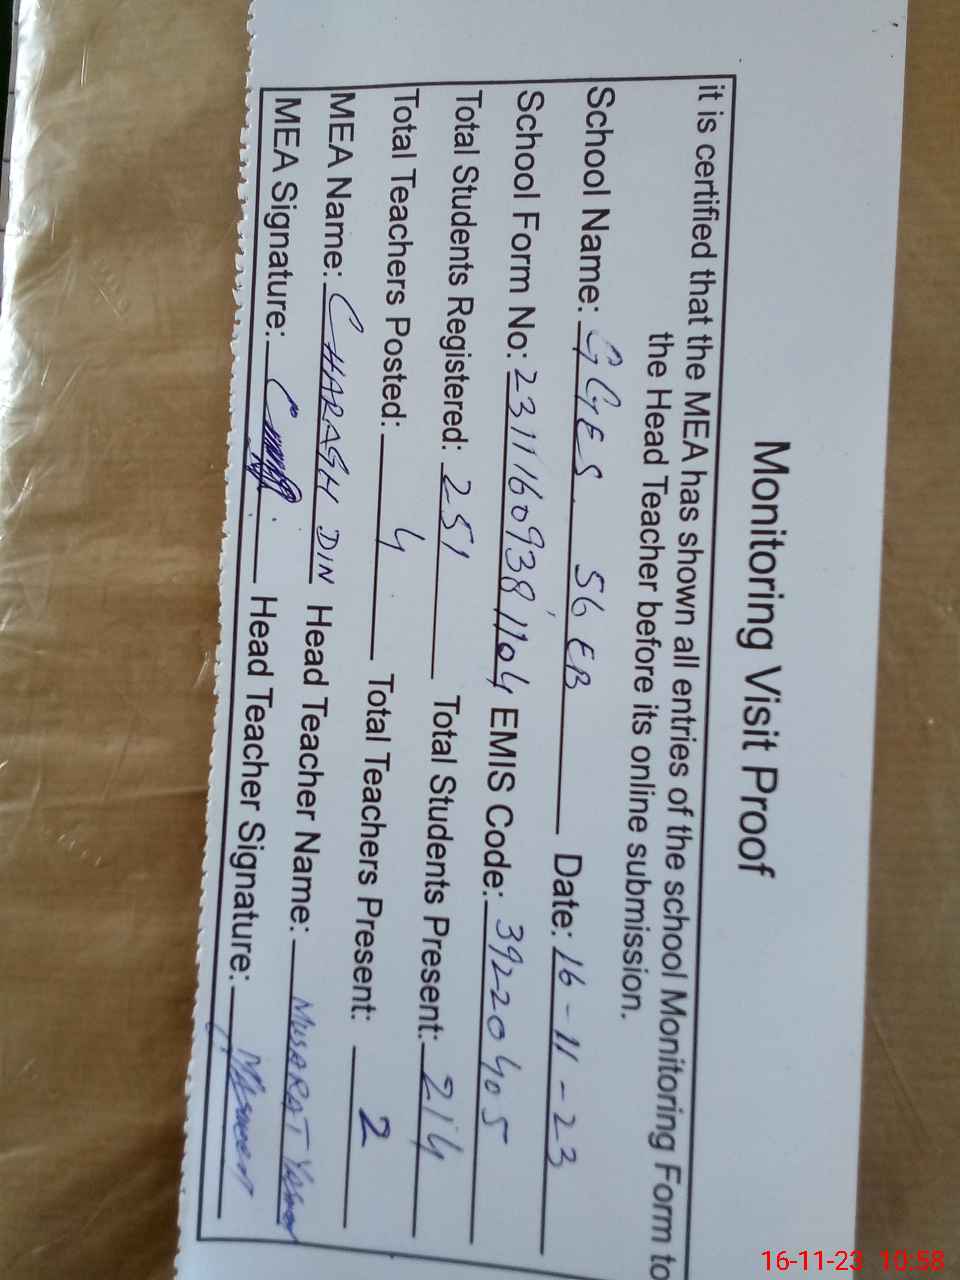 Monitoring Visit Proof
it is certified that the MEA has shown all entries of the school Monitoring Form to
the Head Teacher before its online submission.
School Name: GGES 56 EB Date: 16-11-23
School Form No: 23111609381104 EMIS Code: 39220405
Total Students Registered: 251 Total Students Present: 214
Total Teachers Posted: 4 Total Teachers Present: 2
MEA Name: CHARAGH DIN Head Teacher Name: MUSARAT
MEA Signature: Head Teacher Signature:
16-11-23 10:58